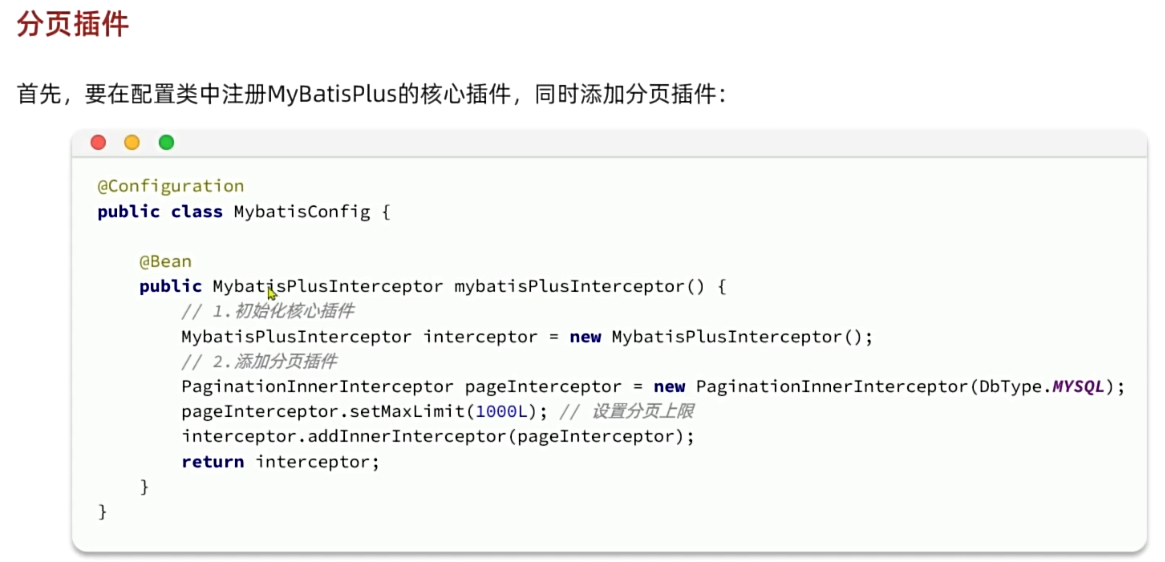 分页插件
首先，要在配置类中注册MyBatisPlus的核心插件，同时添加分页插件：
@Configuration
public class MybatisConfig {
@Bean
public MybatisPlusInterceptor mybatisPlusInterceptor() {
// 1.初始化核心插件
MybatisPlusInterceptor interceptor = new MybatisPlusInterceptor();
// 2.添加分页插件
PaginationInnerInterceptor pageInterceptor = new PaginationInnerInterceptor(DbType.MYSQL);
pageInterceptor.setMaxLimit(1000L); // 设置分页上限
interceptor.addInnerInterceptor(pageInterceptor);
return interceptor;
}
}